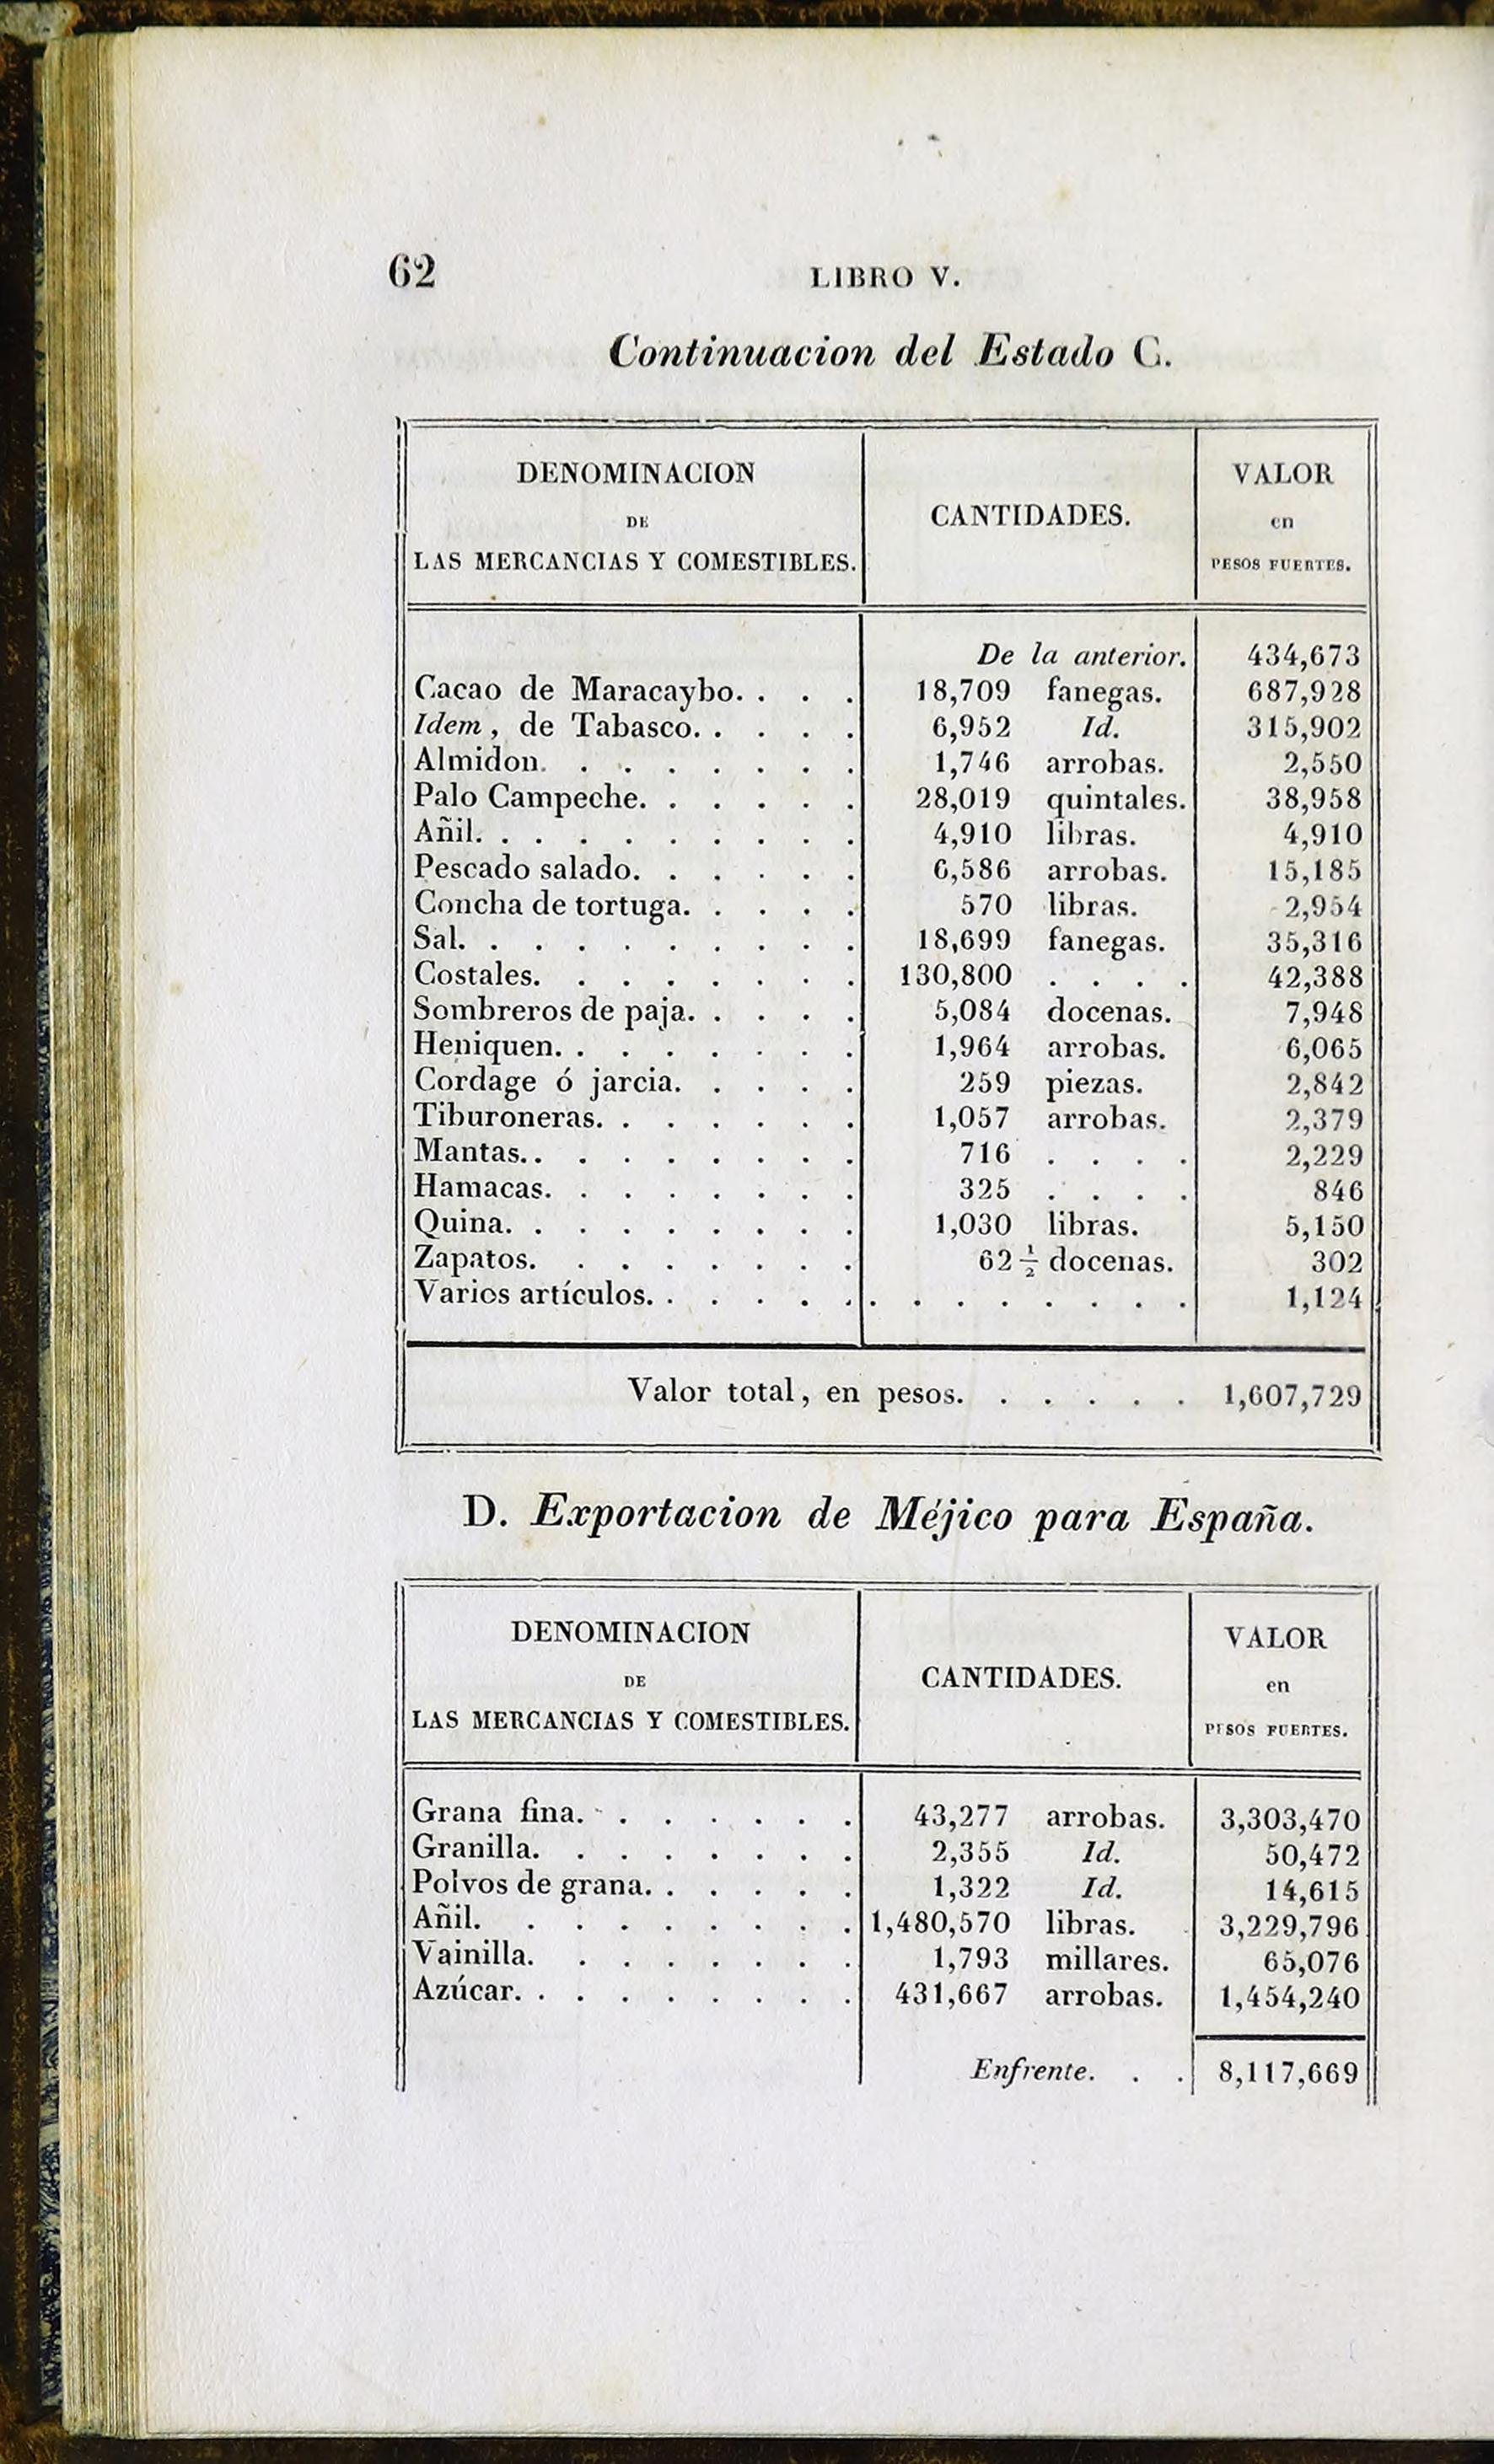 62 LIBRO V.
Continuacion del Estado C.
DENOMINACION
DE
LAS MERCANCIAS Y COMESTIBLES.
CANTIDADES.
VALOR
en
PESOS FUERTES.
De la anterior. 434,673
Cacao de Maracaybo. . . . 18,709 fanegas. 687,928
Idem, de Tabasco. . . . . 6,952 Id. 315,902
Almidon. . . . . . . . 1,746 arrobas. 2,550
Palo Campeche. . . . . . 28,019 quintales. 38,958
Añil. . . . . . . . . . 4,910 libras. 4,910
Pescado salado. . . . . . 6,586 arrobas. 15,185
Concha de tortuga. . . . . 570 libras. 2,954
Sal. . . . . . . . . . 18,699 fanegas. 35,316
Costales. . . . . . . . 130,800 . . . . 42,388
Sombreros de paja. . . . . 5,084 docenas. 7,948
Heniquen. . . . . . . . 1,964 arrobas. 6,065
Cordage ó jarcia. . . . . 259 piezas. 2,842
Tiburoneras. . . . . . . 1,057 arrobas. 2,379
Mantas. . . . . . . . . 716 . . . . 2,229
Hamacas. . . . . . . . 325 . . . . 846
Quina. . . . . . . . . 1,030 libras. 5,150
Zapatos. . . . . . . . 62 ½ docenas. 302
Varios artículos. . . . . . . . . . . . . . 1,124
Valor total, en pesos. . . . . . 1,607,729
D. Exportacion de Méjico para España.
DENOMINACION
DE
LAS MERCANCIAS Y COMESTIBLES.
CANTIDADES.
VALOR
en
PESOS FUERTES.
Grana fina. . . . . . . 43,277 arrobas. 3,303,470
Granilla. . . . . . . . 2,355 Id. 50,472
Polvos de grana. . . . . . 1,322 Id. 14,615
Añil. . . . . . . . . 1,480,570 libras. 3,229,796
Vainilla. . . . . . . . 1,793 millares. 65,076
Azúcar. . . . . . . . . 431,667 arrobas. 1,454,240
Enfrente. . . 8,117,669